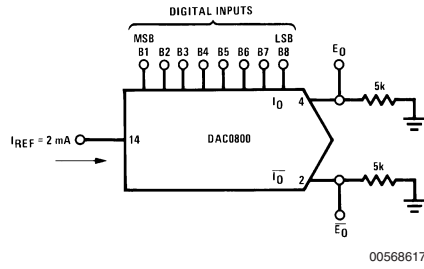 DIGITAL INPUTS
MSB LSB
B1 B2 B3 B4 B5 B6 B7 B8
E0
5k
I0 4
IREF = 2 mA 14 DAC0800
5k
I0 2
E0
00568617